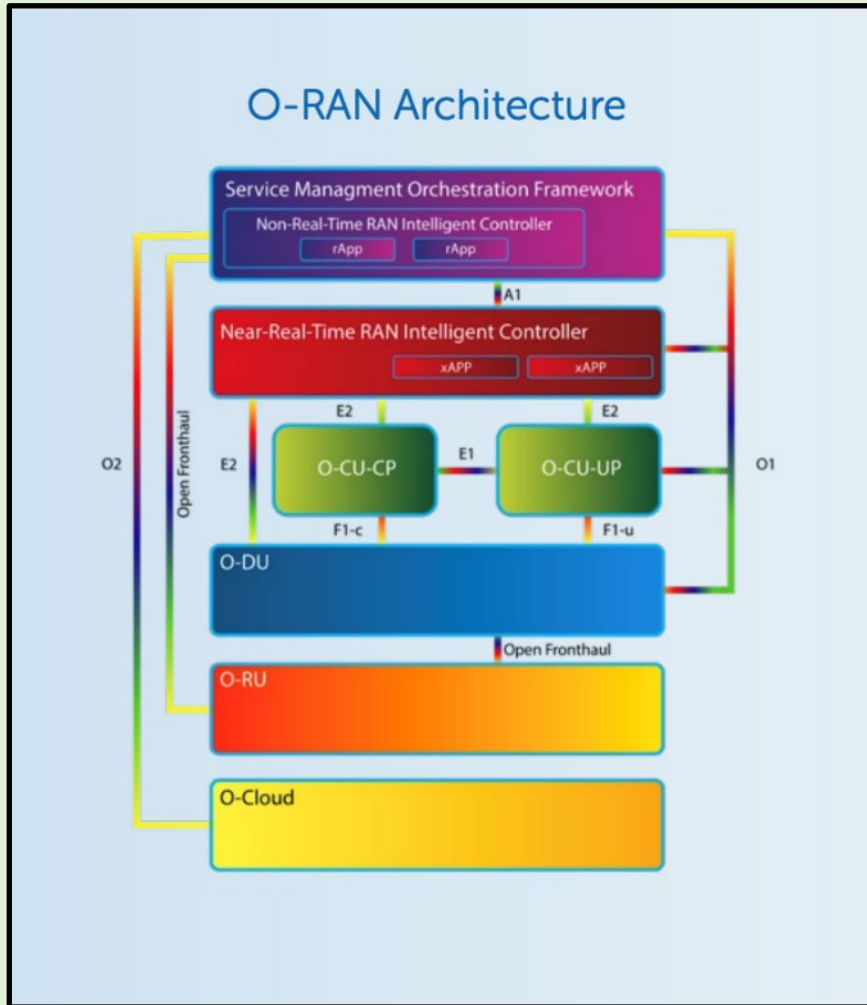 O-RAN Architecture
Service Managment Orchestration Framework
Non-Real-Time RAN Intelligent Controller
rApp
rApp
A1
Near-Real-Time RAN Intelligent Controller
xAPP
xAPP
O2
Open Fronthaul
E2
E2
E2
O-CU-CP
E1
O-CU-UP
O1
F1-c
F1-u
O-DU
Open Fronthaul
O-RU
O-Cloud